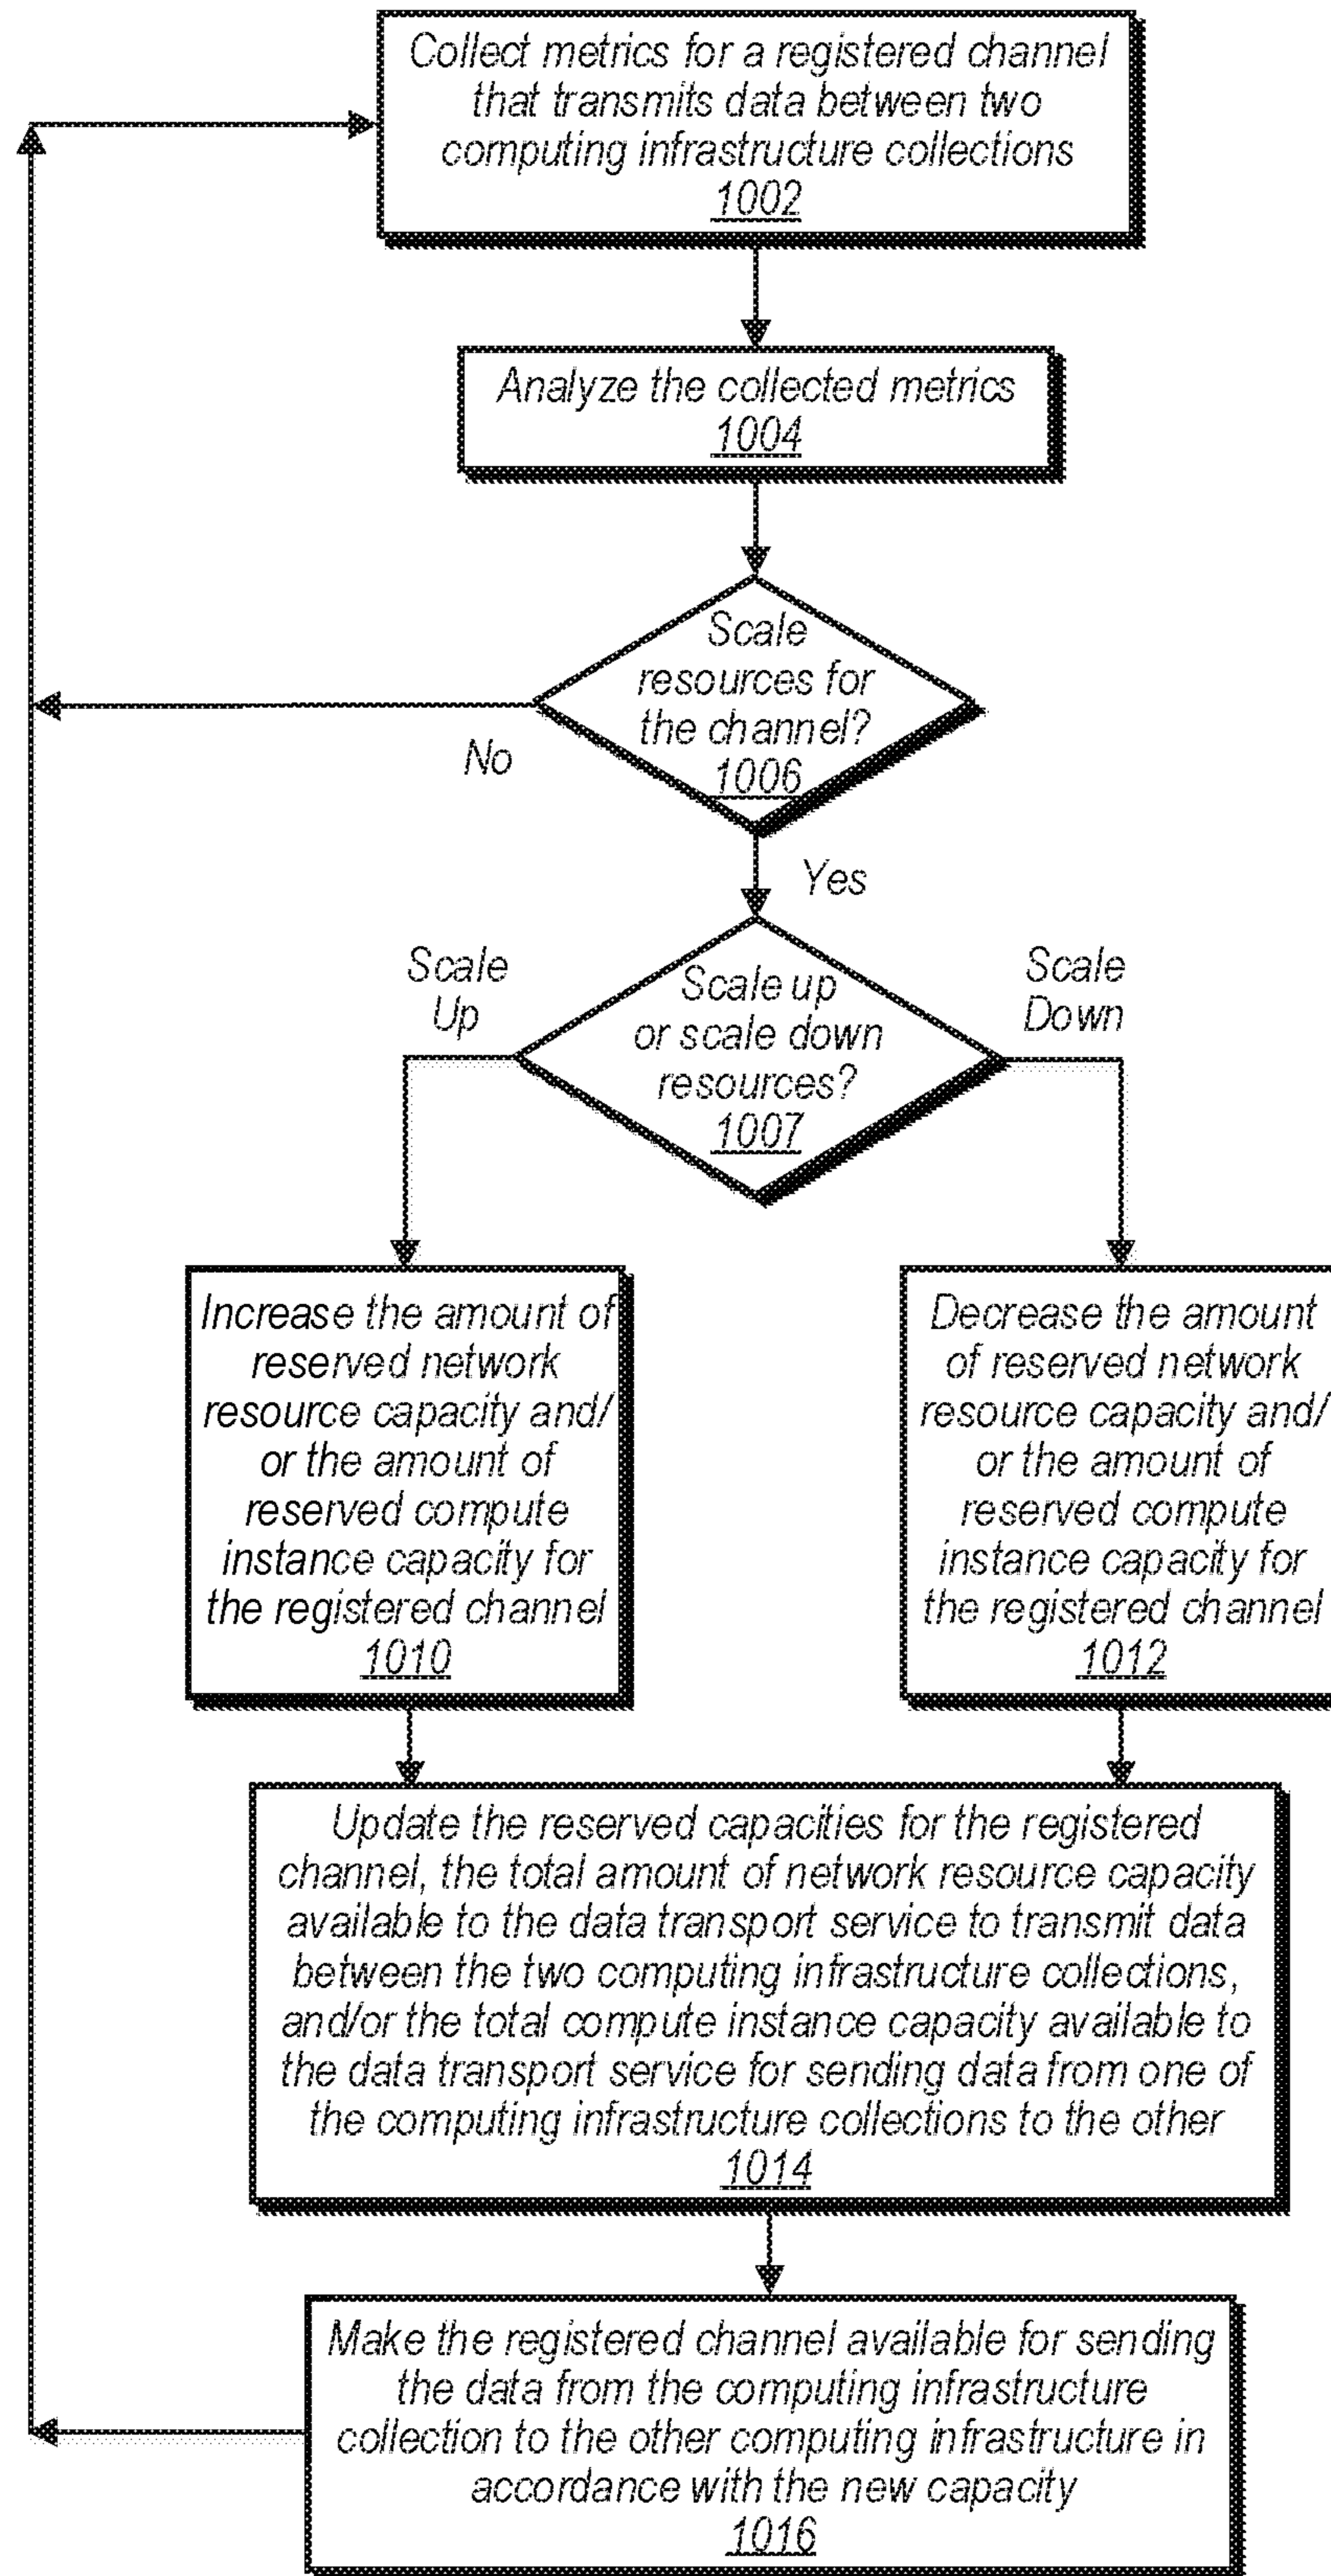 Collect metrics for a registered channel
that transmits data between two
computing infrastructure collections
1002
Analyze the collected metrics
1004
Scale
resources for
the channel?
1006
No
Yes
Scale
Up
Scale up
or scale down
resources?
1007
Scale
Down
Increase the amount of
reserved network
resource capacity and/
or the amount of
reserved compute
instance capacity for
the registered channel
1010
Decrease the amount
of reserved network
resource capacity and/
or the amount of
reserved compute
instance capacity for
the registered channel
1012
Update the reserved capacities for the registered
channel, the total amount of network resource capacity
available to the data transport service to transmit data
between the two computing infrastructure collections,
and/or the total compute instance capacity available to
the data transport service for sending data from one of
the computing infrastructure collections to the other
1014
Make the registered channel available for sending
the data from the computing infrastructure
collection to the other computing infrastructure in
accordance with the new capacity
1016